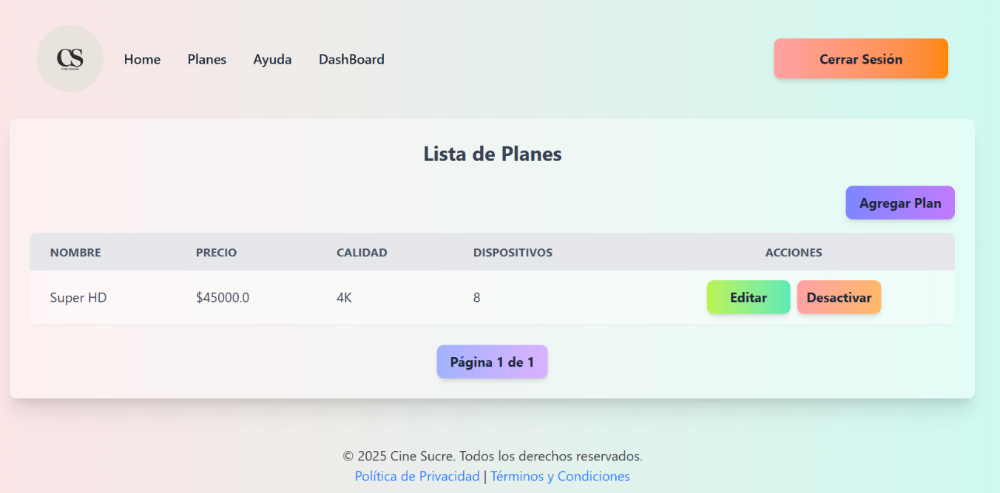 CS
CINE SUCRE
Home Planes Ayuda DashBoard
Cerrar Sesión
Lista de Planes
Agregar Plan
NOMBRE PRECIO CALIDAD DISPOSITIVOS ACCIONES
Super HD $45000.0 4K 8 Editar Desactivar
Página 1 de 1
© 2025 Cine Sucre. Todos los derechos reservados.
Política de Privacidad | Términos y Condiciones